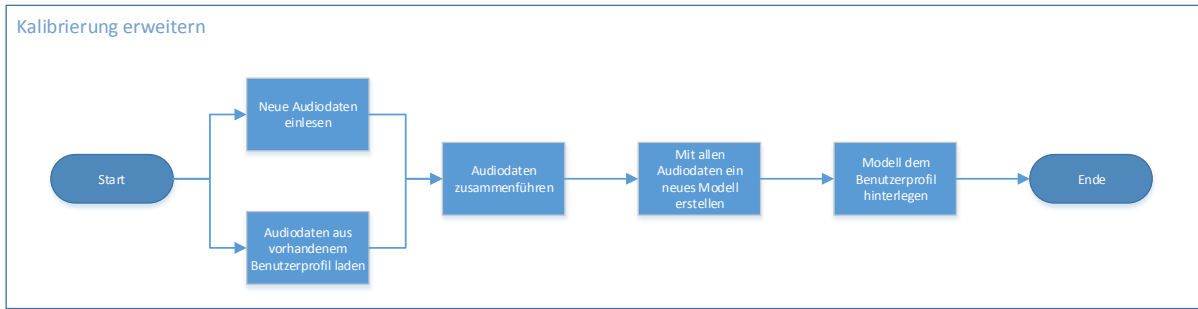 Kalibrierung erweitern
Start
Neue Audiodaten
einlesen
Audiodaten aus
vorhandenem
Benutzerprofil laden
Audiodaten
zusammenführen
Mit allen
Audiodaten ein
neues Modell
erstellen
Modell dem
Benutzerprofil
hinterlegen
Ende